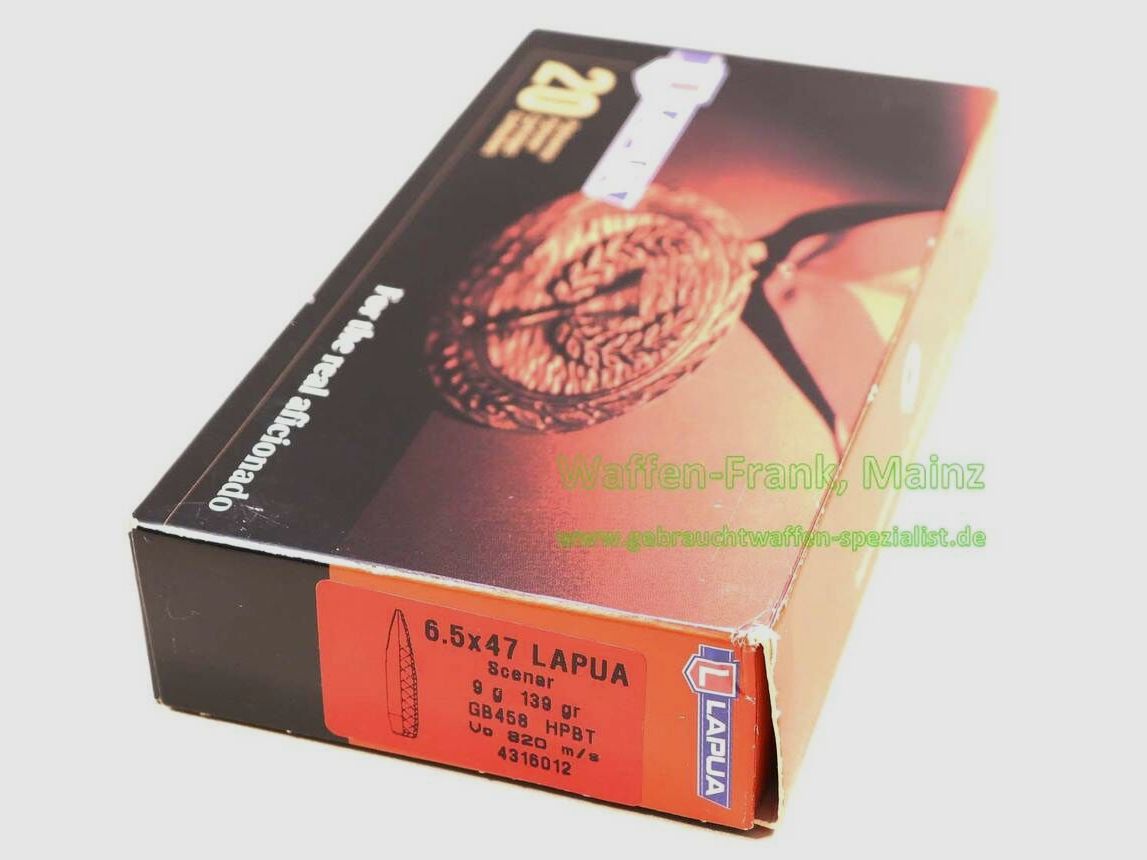 20
For the real aficionado
Waffen-Frank, Mainz
www.gebrauchtwaffen-spezialist.de
6.5x47 LAPUA
Scenar
9 g 139 gr
GB458 HPBT
Vo 820 m/s
4316012
L
LAPUA